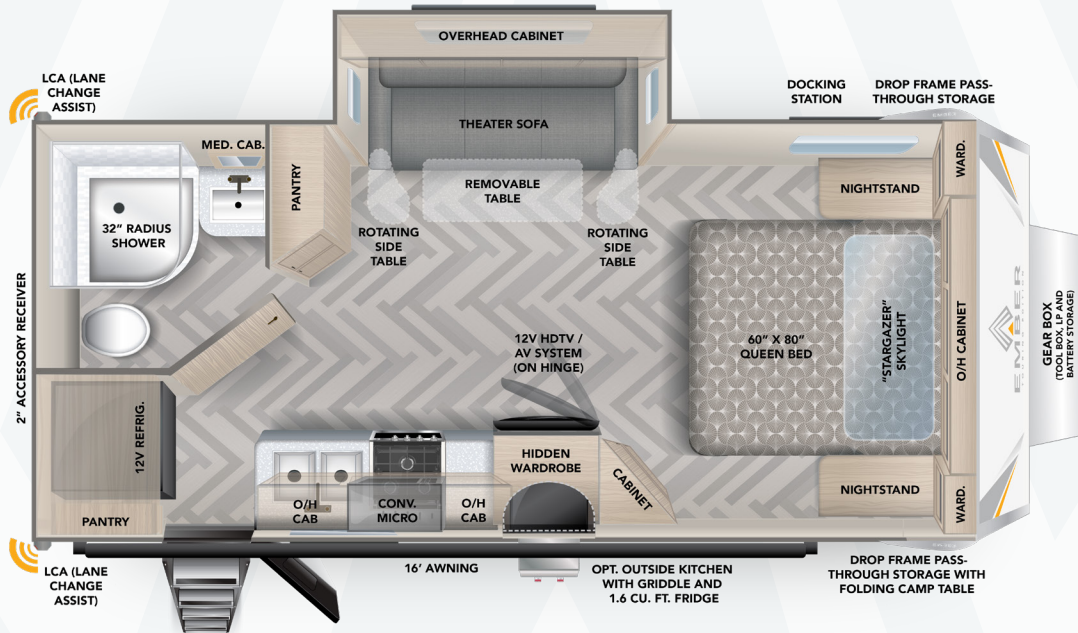 OVERHEAD CABINET
LCA (LANE
CHANGE
ASSIST)
DOCKING
STATION
DROP FRAME PASS-
THROUGH STORAGE
THEATER SOFA
MED. CAB.
PANTRY
WARD.
REMOVABLE
TABLE
NIGHTSTAND
32” RADIUS
SHOWER
ROTATING
SIDE
TABLE
ROTATING
SIDE
TABLE
2” ACCESSORY RECEIVER
12V HDTV /
AV SYSTEM
(ON HINGE)
60” X 80”
QUEEN BED
“STARGAZER”
SKYLIGHT
O/H CABINET
EMBER
GEAR BOX
(TOOL BOX, LP AND
BATTERY STORAGE)
12V REFRIG.
HIDDEN
WARDROBE
CABINET
NIGHTSTAND
WARD.
O/H
CAB
CONV.
MICRO
O/H
CAB
PANTRY
LCA (LANE
CHANGE
ASSIST)
16’ AWNING
OPT. OUTSIDE KITCHEN
WITH GRIDDLE AND
1.6 CU. FT. FRIDGE
DROP FRAME PASS-
THROUGH STORAGE WITH
FOLDING CAMP TABLE